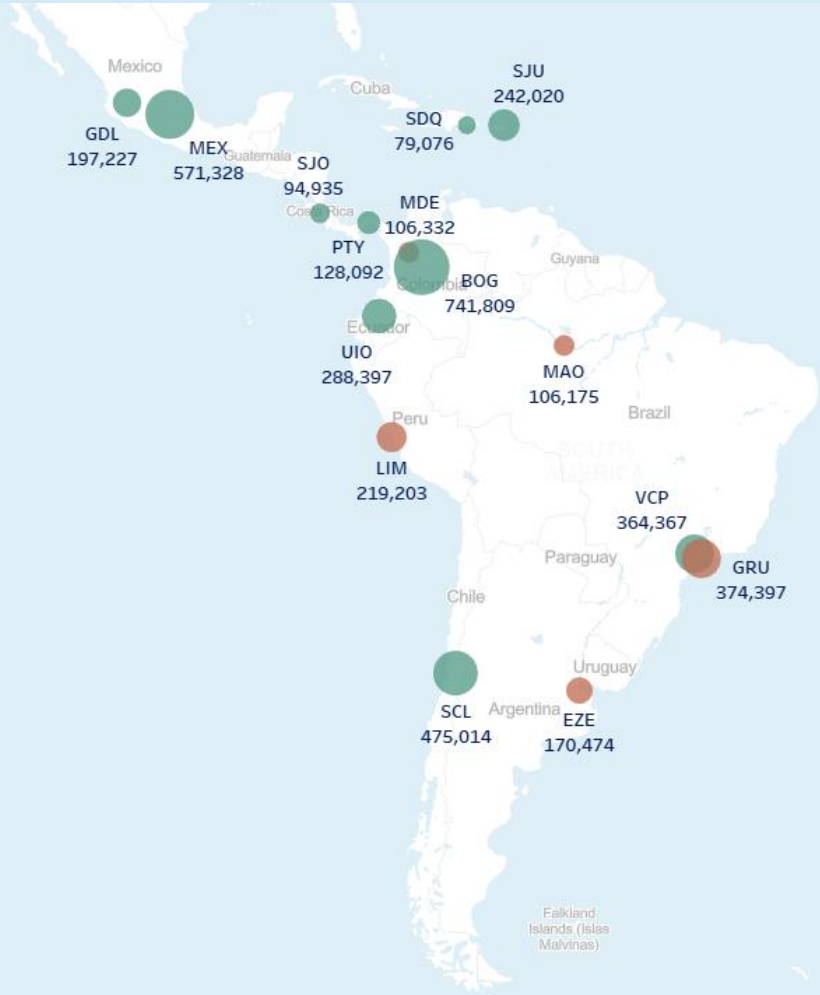 Mexico
GDL
197,227
MEX
571,328
Guatemala
Cuba
SJU
242,020
SDQ
79,076
SJO
94,935
Costa Rica
MDE
106,332
PTY
128,092
Colombia
BOG
741,809
Guyana
Ecuador
UIO
288,397
MAO
106,175
Peru
Brazil
LIM
219,203
SOUTH
AMERICA
VCP
364,367
Paraguay
GRU
374,397
Chile
Uruguay
SCL
475,014
Argentina
EZE
170,474
Falkland
Islands (Islas
Malvinas)